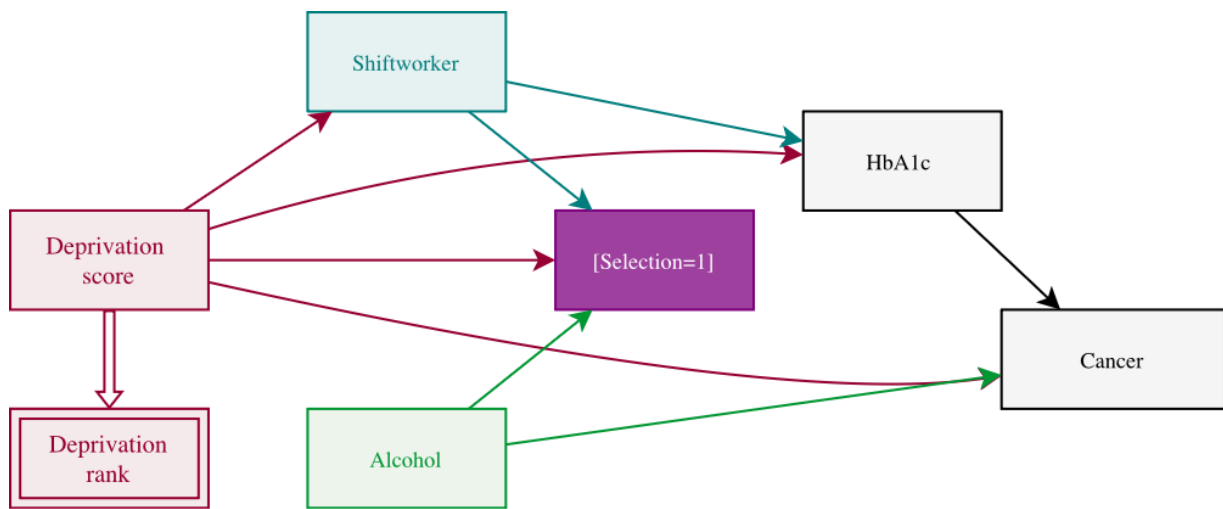 Shiftworker
HbA1c
Deprivation
score
[Selection=1]
Cancer
Deprivation
rank
Alcohol